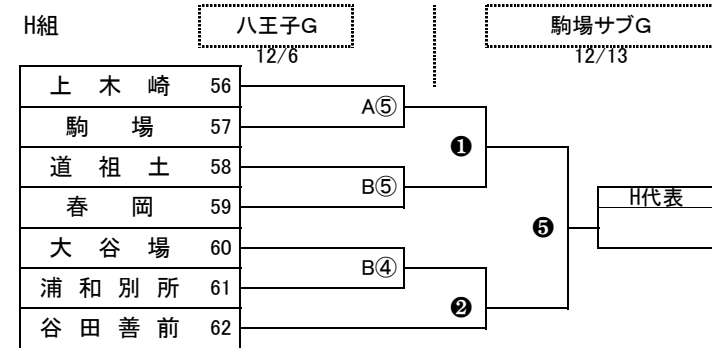 H組
八王子G
駒場サブG
12/6
12/13
上木崎 56
A⑤
駒場 57
❶
道祖土 58
B⑤
春岡 59
H代表
❺
大谷場 60
B④
浦和別所 61
❷
谷田善前 62